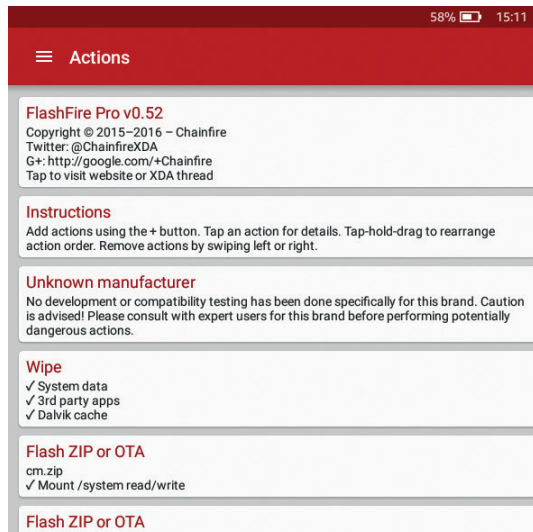 58% 15:11
Actions
FlashFire Pro v0.52
Copyright © 2015–2016 – Chainfire
Twitter: @ChainfireXDA
G+: http://google.com/+Chainfire
Tap to visit website or XDA thread
Instructions
Add actions using the + button. Tap an action for details. Tap-hold-drag to rearrange
action order. Remove actions by swiping left or right.
Unknown manufacturer
No development or compatibility testing has been done specifically for this brand. Caution
is advised! Please consult with expert users for this brand before performing potentially
dangerous actions.
Wipe
✓ System data
✓ 3rd party apps
✓ Dalvik cache
Flash ZIP or OTA
cm.zip
✓ Mount /system read/write
Flash ZIP or OTA